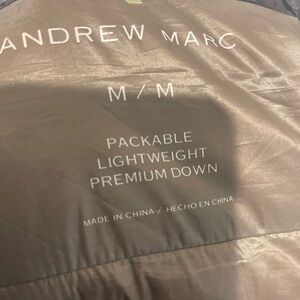 ANDREW MARC
M / M
PACKABLE
LIGHTWEIGHT
PREMIUM DOWN
MADE IN CHINA / HECHO EN CHINA